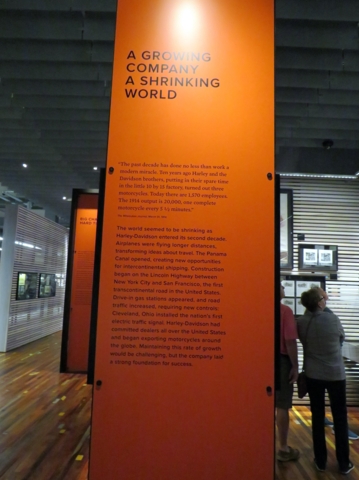 A GROWING
COMPANY
A SHRINKING
WORLD
"The past decade has done no less than work a
modern miracle. Ten years ago Harley and the
Davidson brothers, putting in their spare time
in the little 10 by 15 factory, turned out three
motorcycles. Today there are 1,570 employees.
The 1914 output is 20,000; one complete
motorcycle every 5 ½ minutes."
The world seemed to be shrinking as
Harley-Davidson entered its second decade.
Airplanes were flying longer distances,
transforming ideas about travel. The Panama
Canal opened, creating new opportunities
for intercontinental shipping. Construction
began on the Lincoln Highway between
New York City and San Francisco, the first
transcontinental road in the United States.
Drive-in gas stations appeared, and road
traffic increased, requiring new controls:
Cleveland, Ohio installed the nation's first
electric traffic signal. Harley-Davidson had
committed dealers all over the United States
and began exporting motorcycles around
the globe. Maintaining this rate of growth
would be challenging, but the company laid
a strong foundation for success.